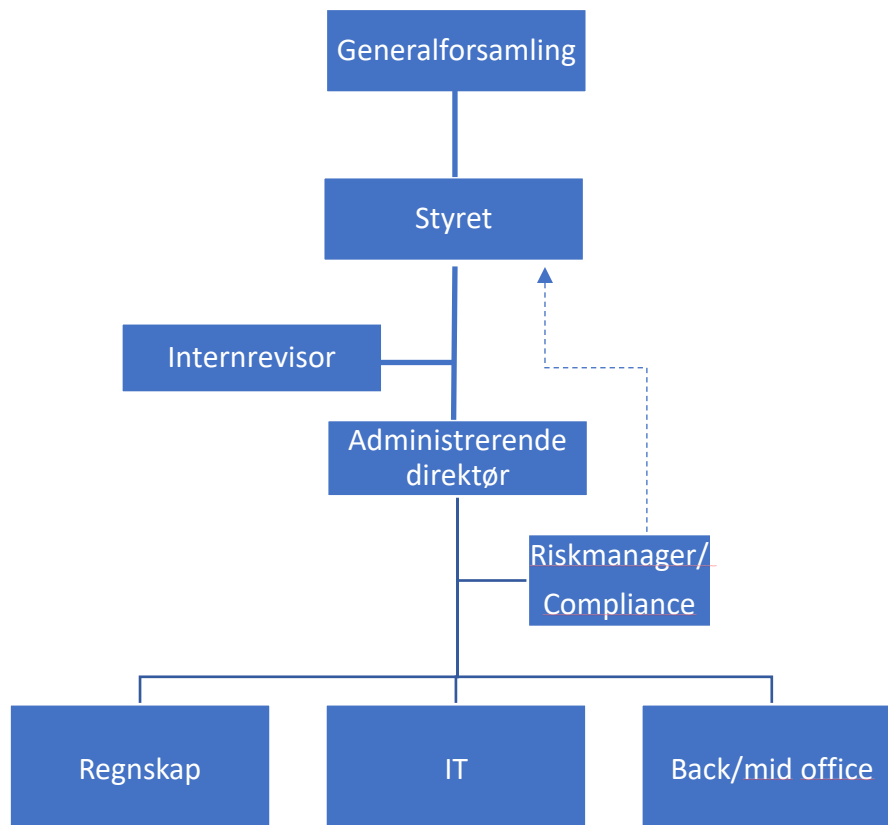 Generalforsamling
Styret
Internrevisor
Administrerende
direktør
Riskmanager/
Compliance
Regnskap
IT
Back/mid office